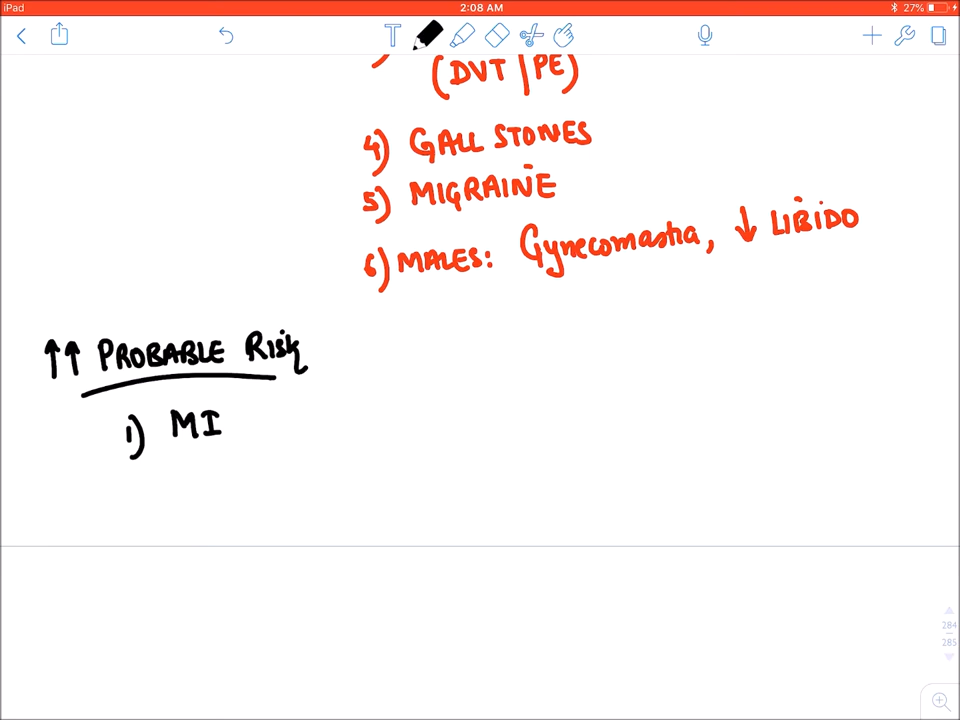 iPad
2:08 AM
27%
T
)
(DVT | PE)
4) GALL STONES
5) MIGRAINE
6) MALES: Gynecomastia, ↓ LIBIDO
↑↑ PROBABLE RISK
1) MI
284
285